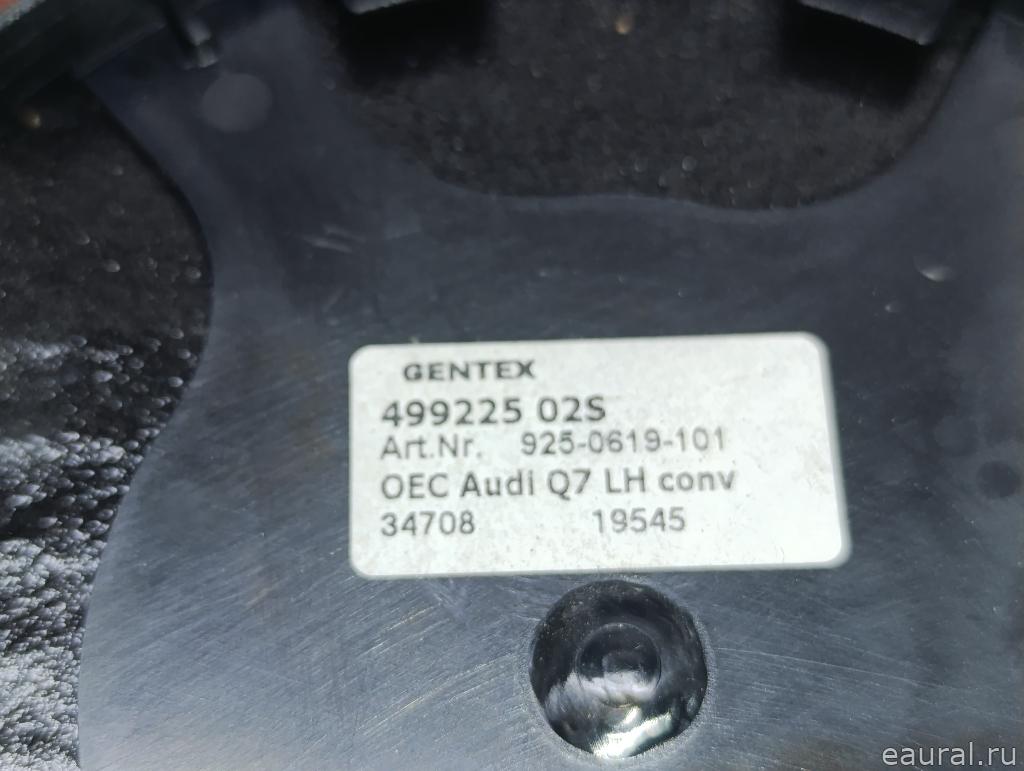 GENTEX
499225 02S
Art.Nr. 925-0619-101
OEC Audi Q7 LH conv
34708 19545
eaural.ru